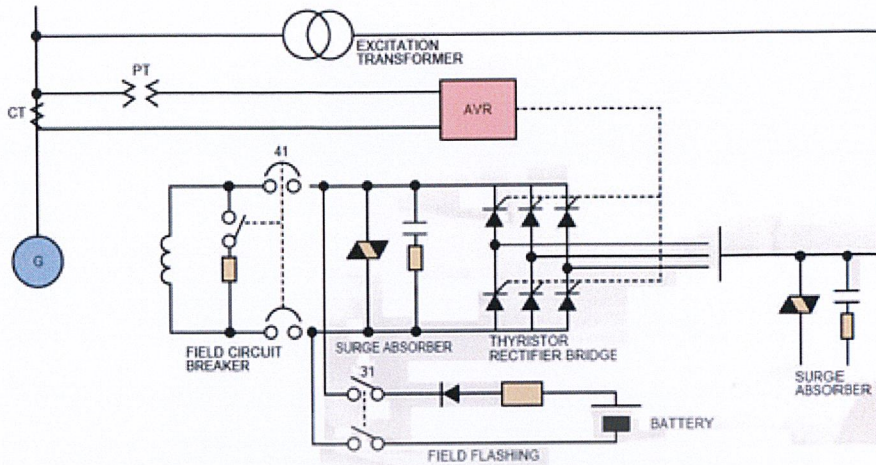 EXCITATION
TRANSFORMER
PT
CT
AVR
41
G
FIELD CIRCUIT
BREAKER
SURGE ABSORBER
THYRISTOR
RECTIFIER BRIDGE
SURGE
ABSORBER
31
BATTERY
FIELD FLASHING